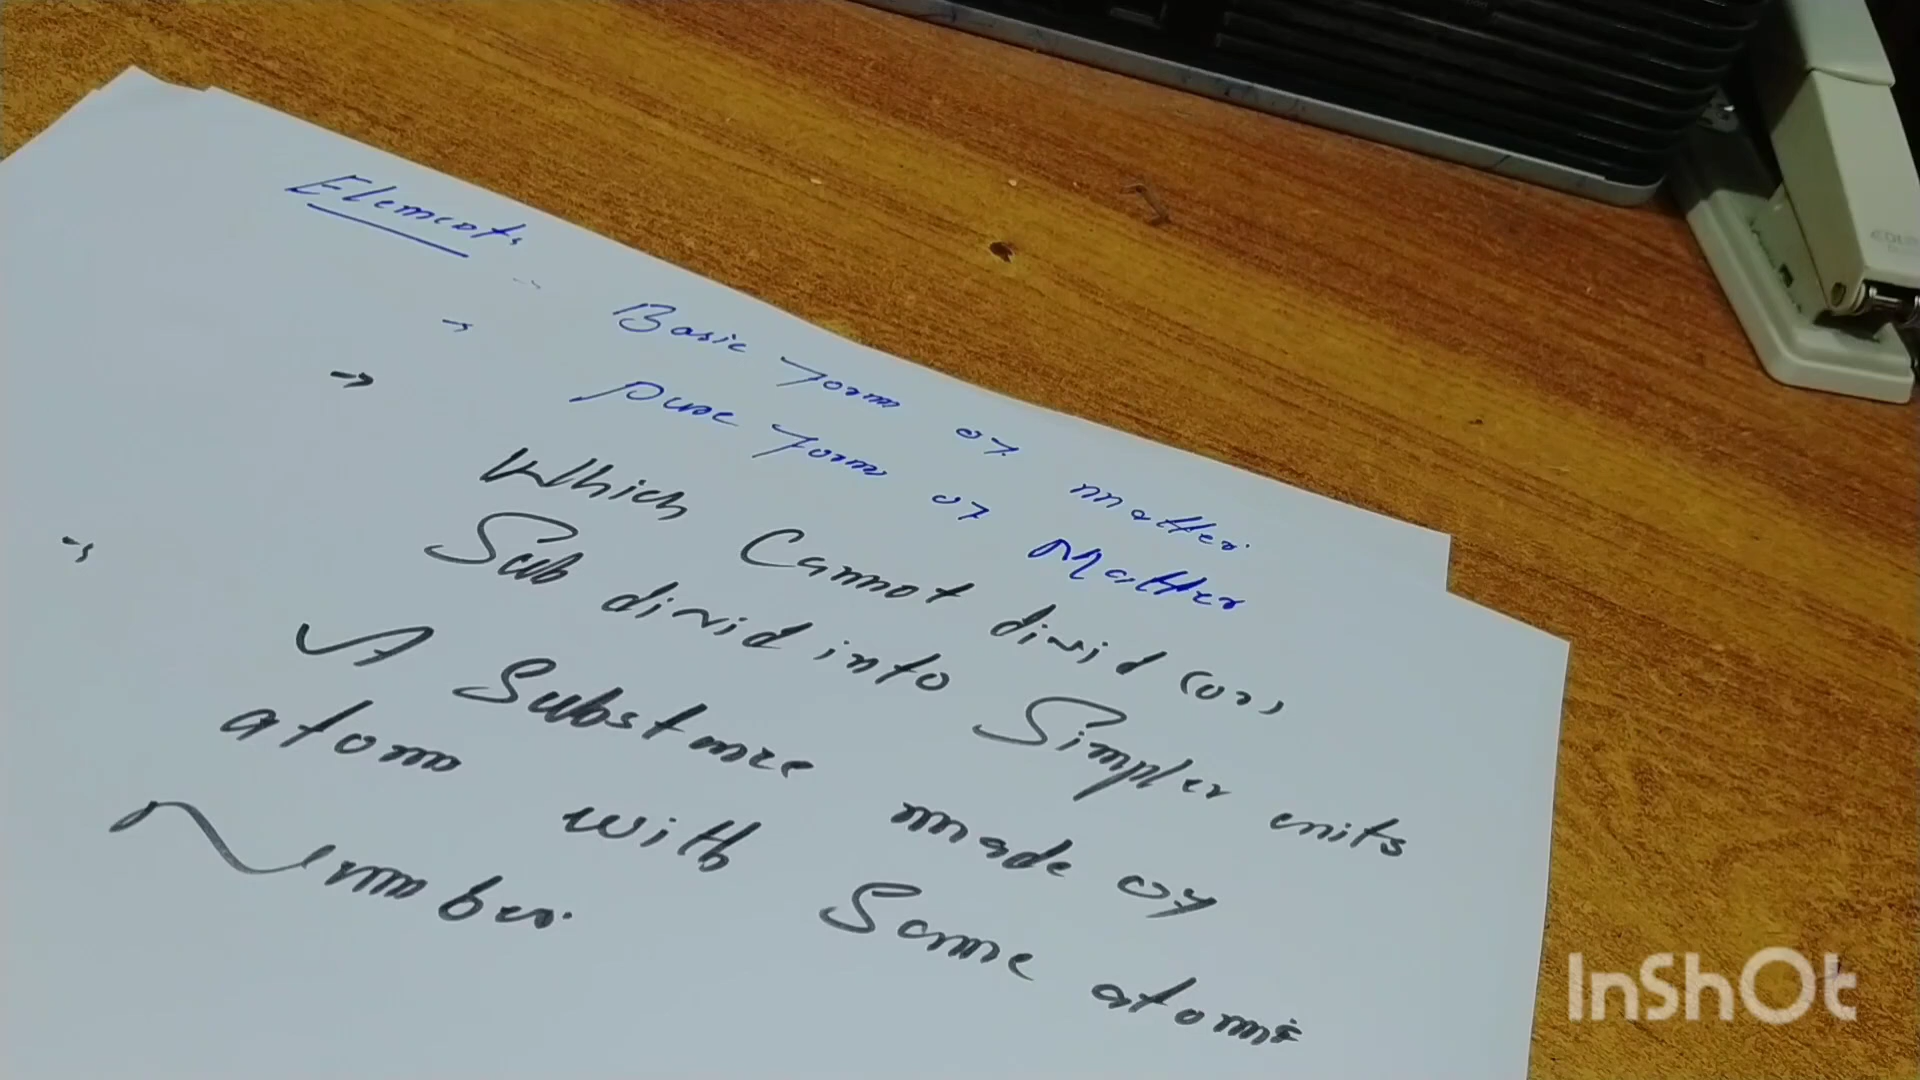 Elements
→ Basic form of matter.
→ pure form of Matter
→ Which Cannot divid (or)
Sub divid into Simpler units
→ A Substance made of
atom with Same atomic
Number.
InShOt